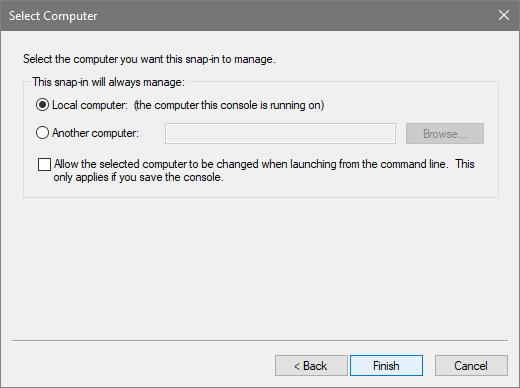 Select Computer
Select the computer you want this snap-in to manage.
This snap-in will always manage:
Local computer:  (the computer this console is running on)
Another computer:
Browse...
Allow the selected computer to be changed when launching from the command line.  This
only applies if you save the console.
< Back
Finish
Cancel